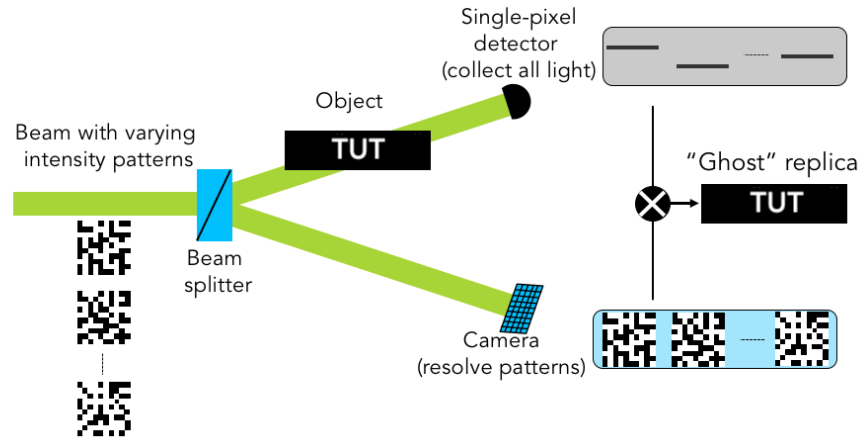 Single-pixel
detector
(collect all light)
Object
TUT
Beam with varying
intensity patterns
"Ghost" replica
TUT
Beam
splitter
Camera
(resolve patterns)